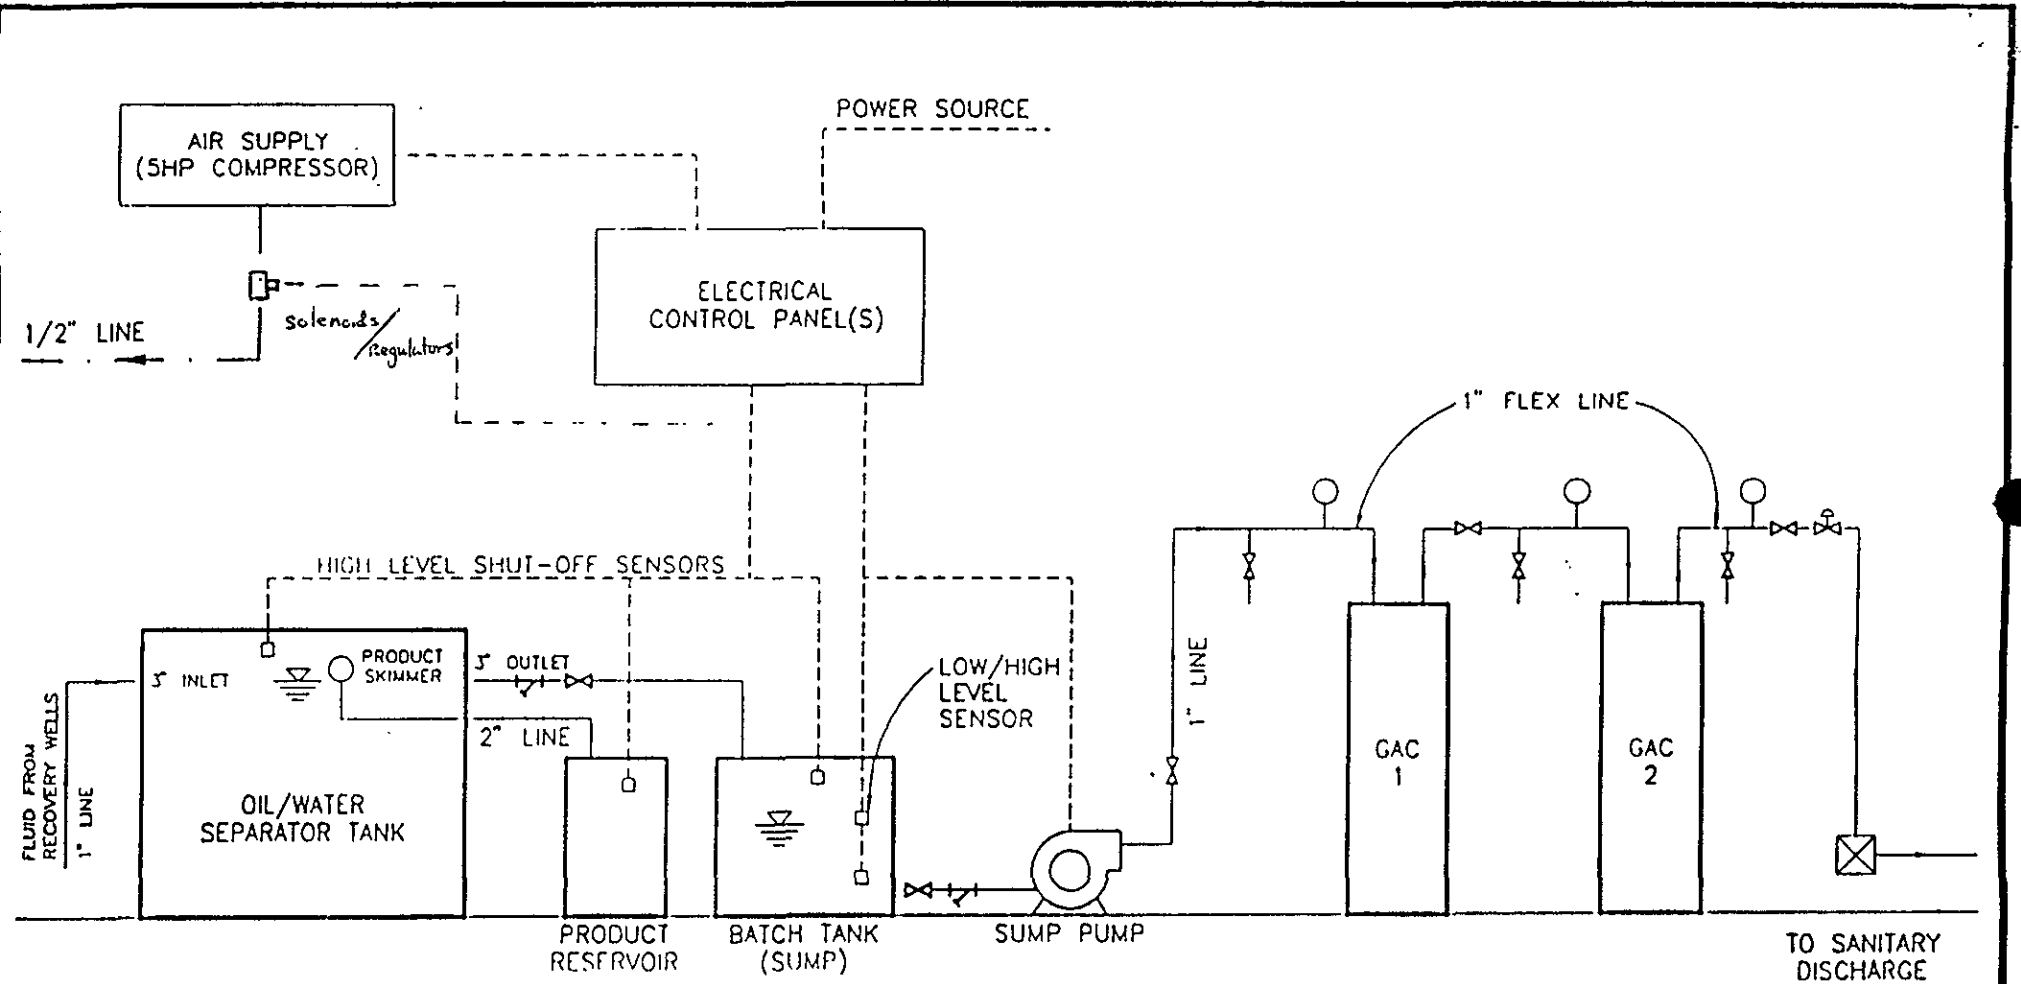 POWER SOURCE
AIR SUPPLY
(5HP COMPRESSOR)
ELECTRICAL
CONTROL PANEL(S)
Solenoids/
Regulators
1/2" LINE
1" FLEX LINE
HIGH LEVEL SHUT-OFF SENSORS
3" INLET
PRODUCT
SKIMMER
3" OUTLET
2" LINE
LOW/HIGH
LEVEL
SENSOR
1" LINE
FLUID FROM
RECOVERY WELLS
1" LINE
OIL/WATER
SEPARATOR TANK
GAC
1
GAC
2
PRODUCT
RESERVOIR
BATCH TANK
(SUMP)
SUMP PUMP
TO SANITARY
DISCHARGE